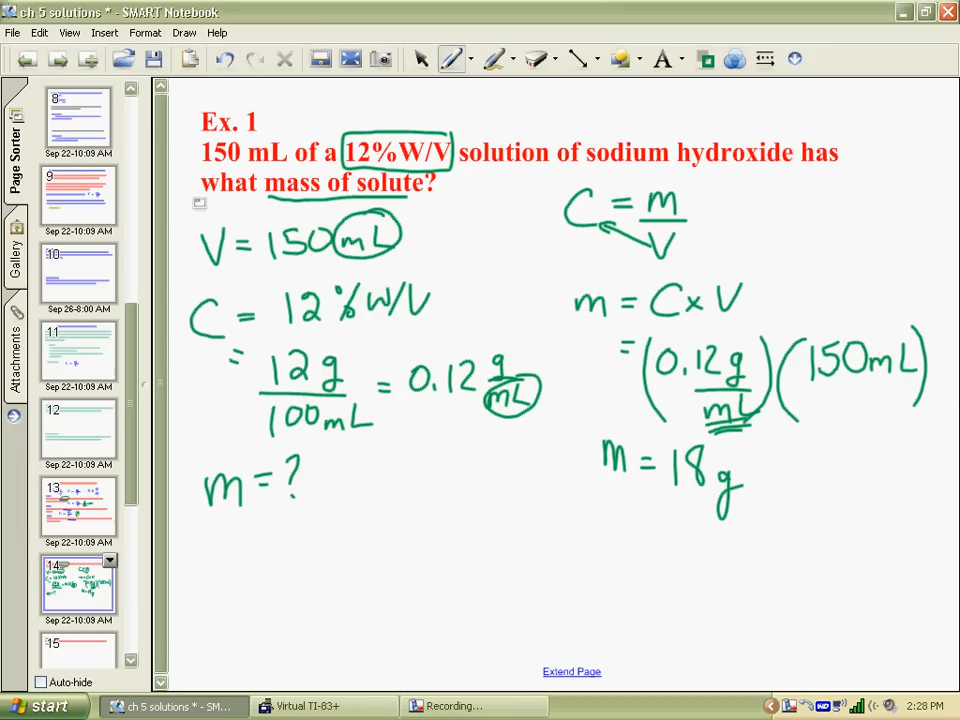 ch 5 solutions * - SMART Notebook
File Edit View Insert Format Draw Help
Page Sorter
Gallery
Attachments
8
Sep 22-10:09 AM
9
Sep 22-10:09 AM
10
Sep 26-8:00 AM
11
Sep 22-10:09 AM
12
Sep 22-10:09 AM
13
Sep 22-10:09 AM
14
Sep 22-10:09 AM
15
Auto-hide
Ex. 1
150 mL of a 12%W/V solution of sodium hydroxide has
what mass of solute?
V = 150 mL
C = 12 % W/V
= 12 g / 100 mL = 0.12 g / mL
m = ?
C = m / V
m = C x V
= (0.12 g / mL) (150 mL)
m = 18 g
Extend Page
start
ch 5 solutions * - SM...
Virtual TI-83+
Recording...
2:28 PM